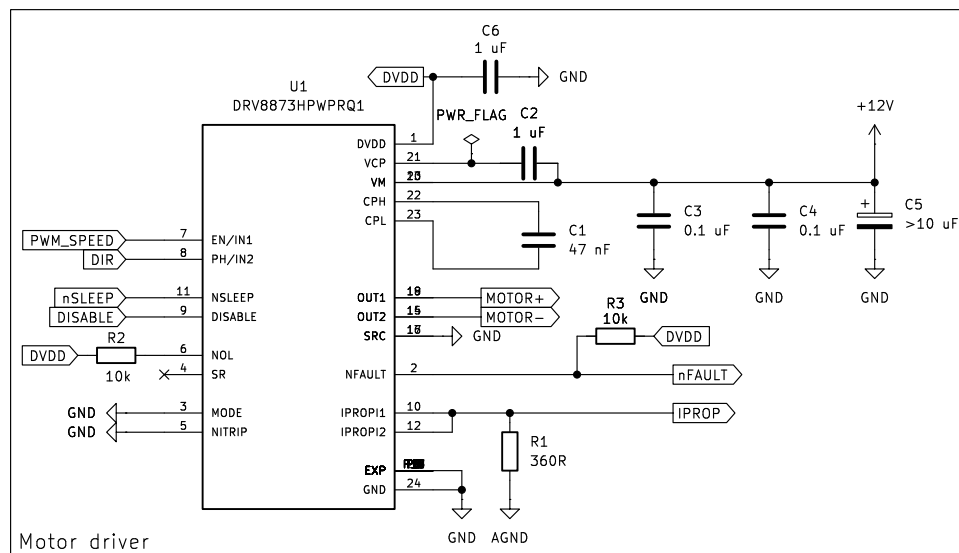 C6
1 uF
DVDD
GND
U1
DRV8873HPWPRQ1
PWR_FLAG
C2
1 uF
+12V
DVDD 1
VCP 21
VM
CPH 22
CPL 23
C1
47 nF
C3
0.1 uF
C4
0.1 uF
+
C5
>10 uF
GND
GND
GND
PWM_SPEED 7 EN/IN1
DIR 8 PH/IN2
nSLEEP 11 NSLEEP
DISABLE 9 DISABLE
OUT1 MOTOR+
OUT2 MOTOR-
SRC GND
R3
10k
DVDD
R2
DVDD 6 NOL
10k
4 SR
NFAULT 2 nFAULT
GND 3 MODE
GND 5 NITRIP
IPROPI1 10 IPROP
IPROPI2 12
R1
360R
EXP
GND 24
GND
AGND
Motor driver